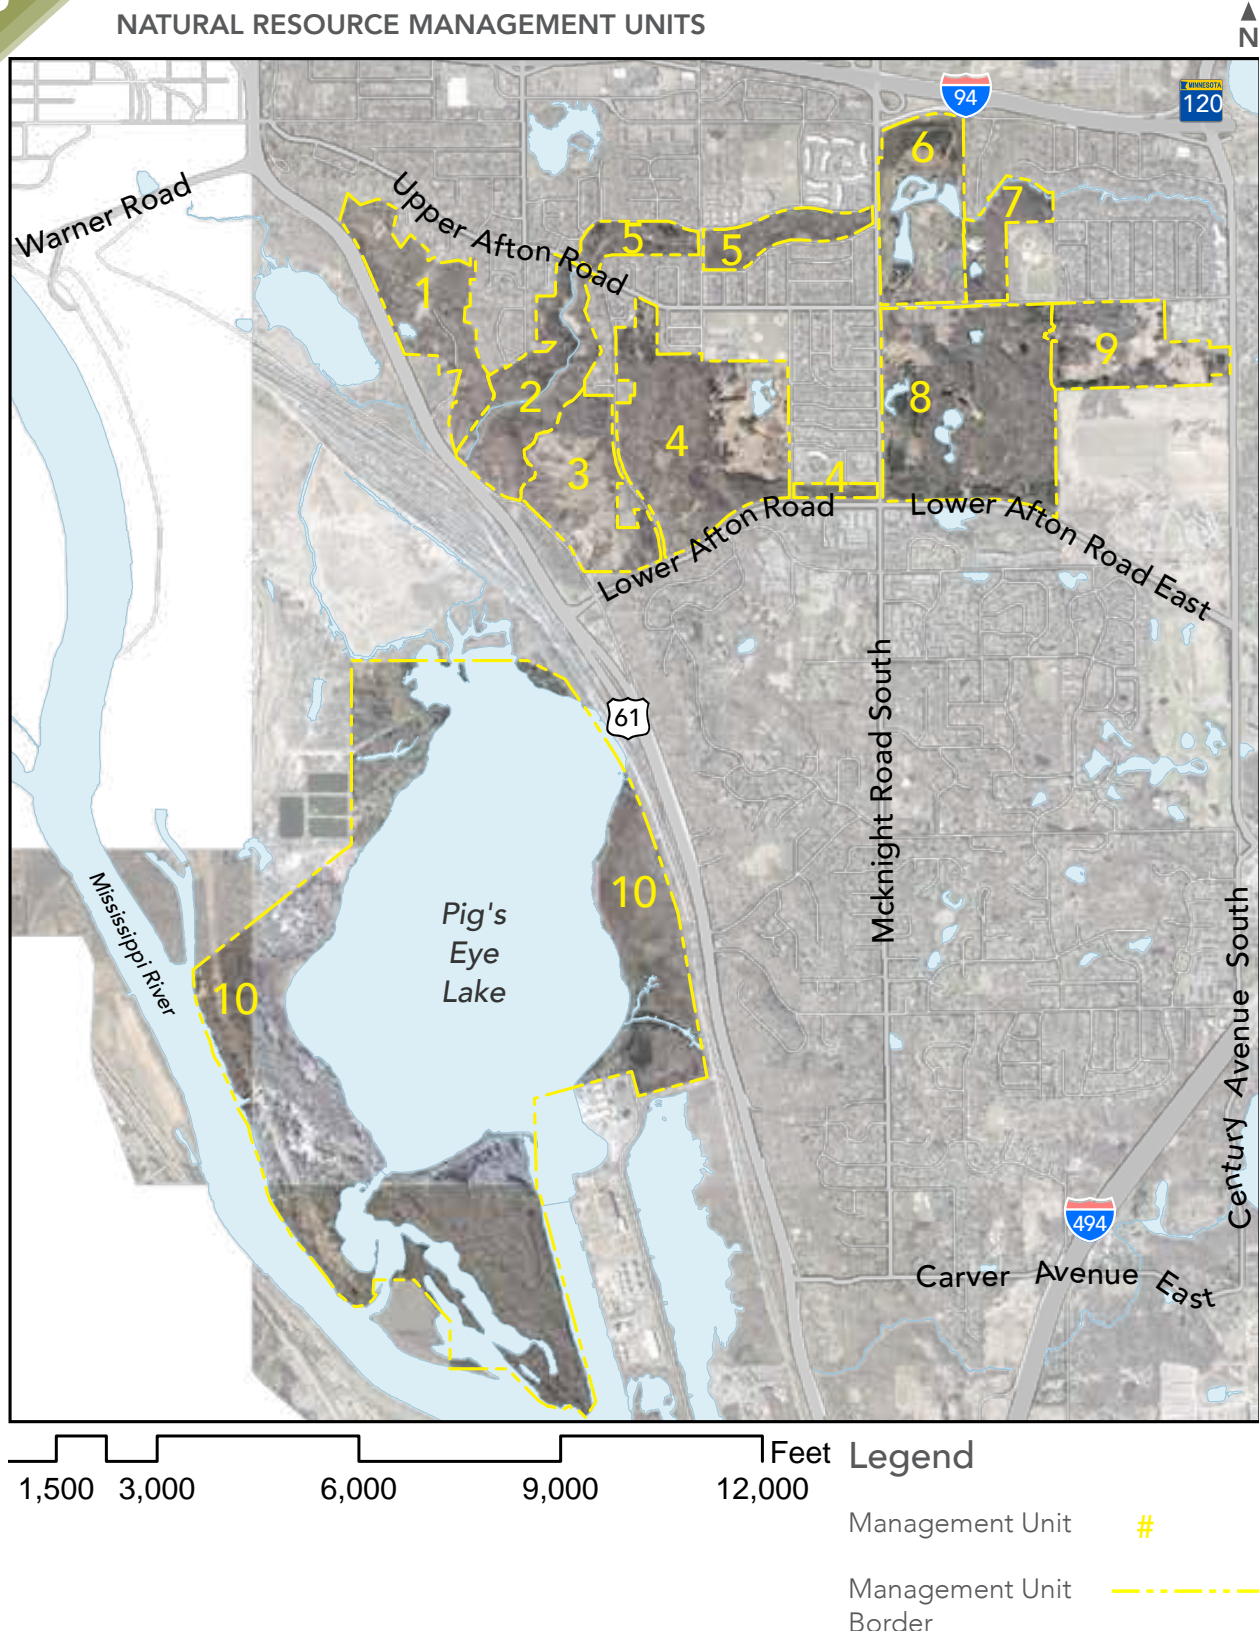 NATURAL RESOURCE MANAGEMENT UNITS
N
94
MINNESOTA
120
Warner Road
Upper Afton Road
6
7
5
5
1
2
3
4
4
8
9
Lower Afton Road
Lower Afton Road East
61
Mcknight Road South
10
10
Pig's
Eye
Lake
Mississippi River
Century Avenue South
494
Carver Avenue East
Feet
1,500 3,000 6,000 9,000 12,000
Legend
Management Unit #
Management Unit
Border